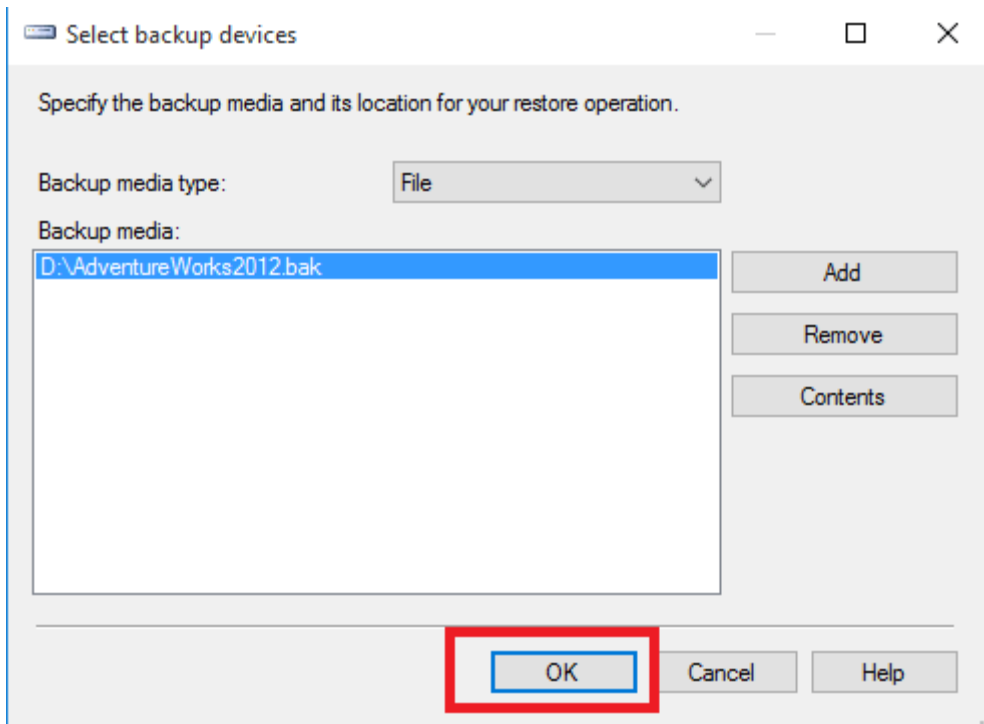 Select backup devices
Specify the backup media and its location for your restore operation.
Backup media type: File
Backup media:
D:\AdventureWorks2012.bak
Add
Remove
Contents
OK Cancel Help